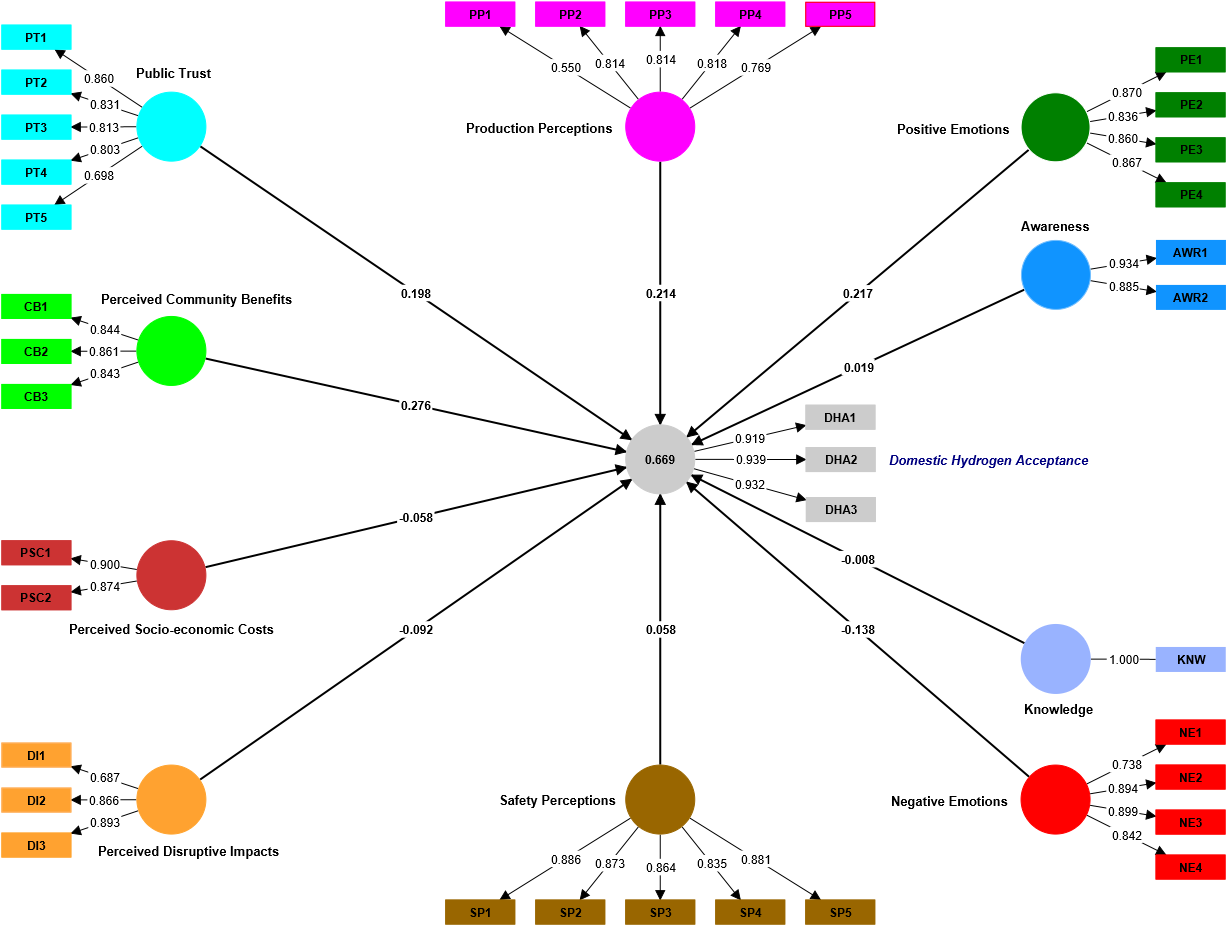 PP1
PP2
PP3
PP4
PP5
0.550
0.814
0.814
0.818
0.769
Production Perceptions
PT1
PT2
PT3
PT4
PT5
0.860
0.831
0.813
0.803
0.698
Public Trust
PE1
PE2
PE3
PE4
0.870
0.836
0.860
0.867
Positive Emotions
Awareness
AWR1
AWR2
0.934
0.885
0.198
0.214
0.217
0.019
Perceived Community Benefits
CB1
CB2
CB3
0.844
0.861
0.843
0.276
0.669
DHA1
DHA2
DHA3
0.919
0.939
0.932
Domestic Hydrogen Acceptance
PSC1
PSC2
0.900
0.874
Perceived Socio-economic Costs
-0.058
-0.092
0.058
-0.008
-0.138
KNW
1.000
Knowledge
DI1
DI2
DI3
0.687
0.866
0.893
Perceived Disruptive Impacts
Safety Perceptions
0.886
0.873
0.864
0.835
0.881
SP1
SP2
SP3
SP4
SP5
Negative Emotions
NE1
NE2
NE3
NE4
0.738
0.894
0.899
0.842